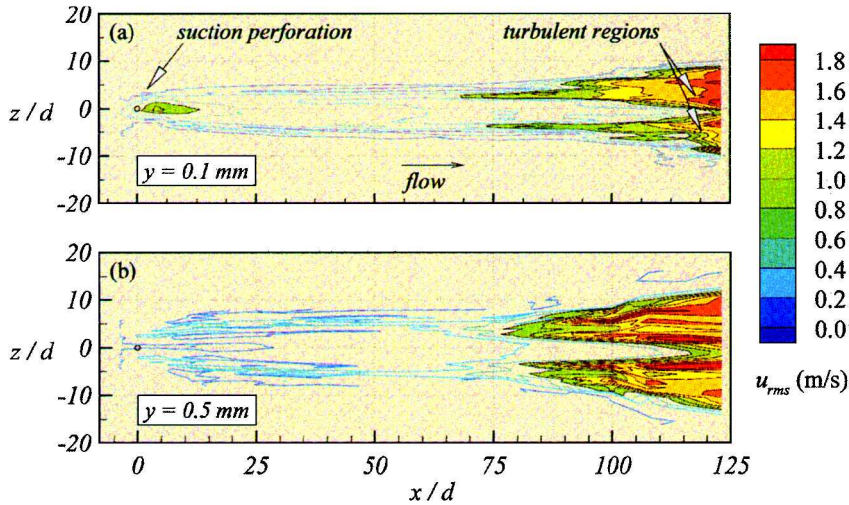 (a)
suction perforation
turbulent regions
20
10
0
-10
-20
z / d
y = 0.1 mm
flow
(b)
20
10
0
-10
-20
z / d
y = 0.5 mm
0
25
50
75
100
125
x / d
1.8
1.6
1.4
1.2
1.0
0.8
0.6
0.4
0.2
0.0
u_rms (m/s)